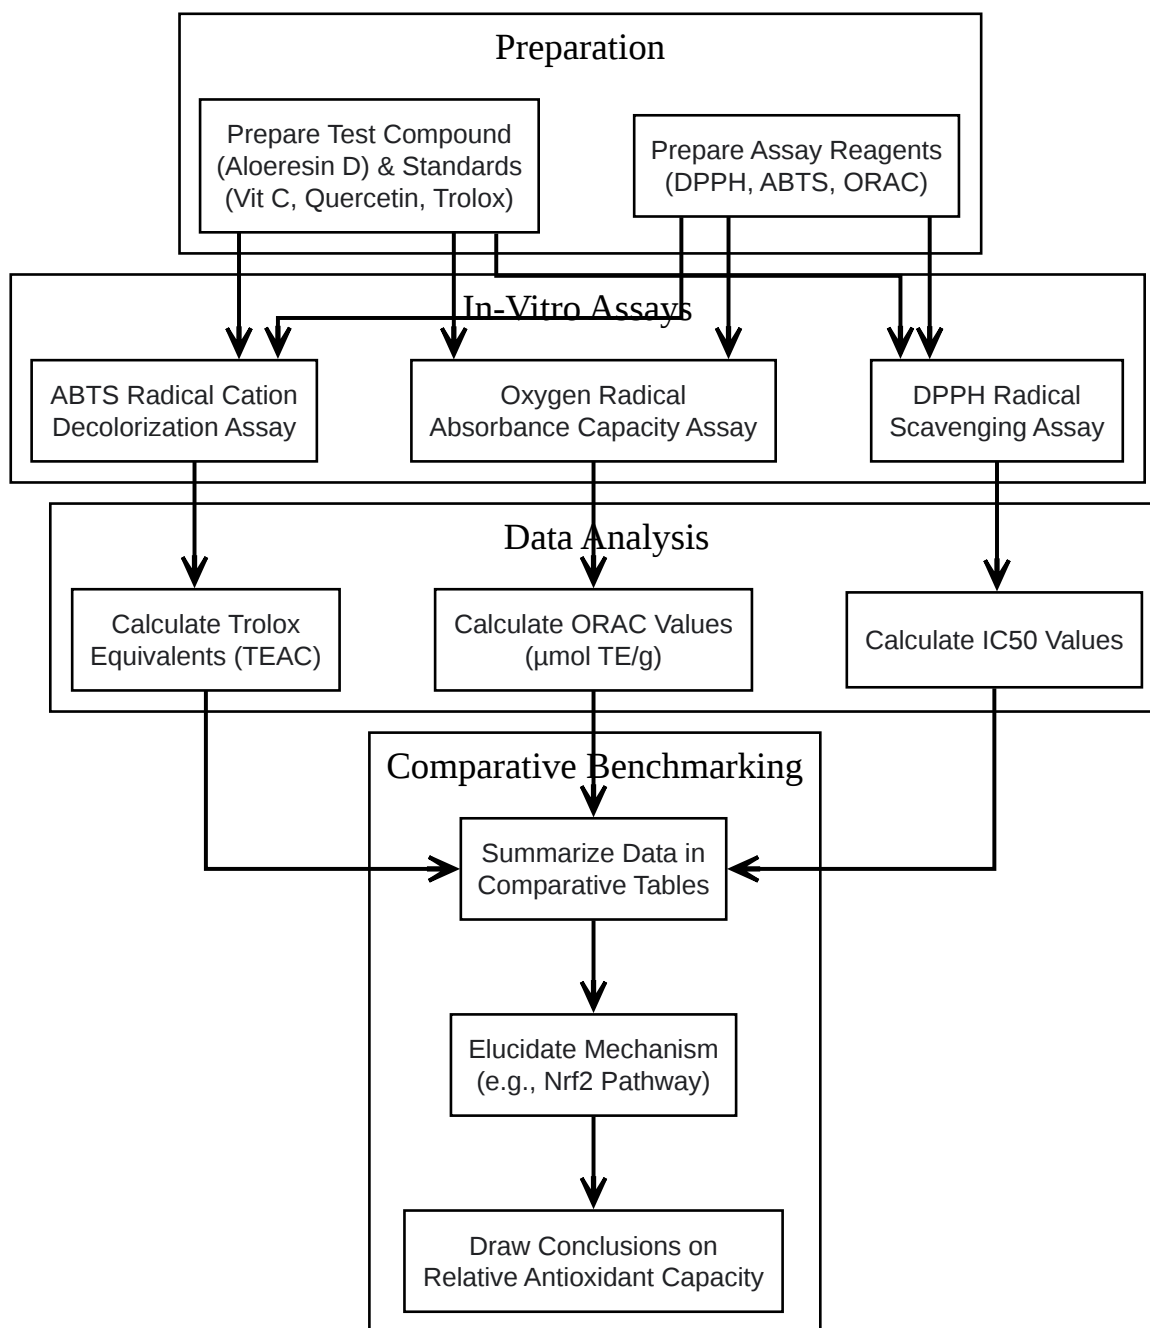 Preparation
Prepare Test Compound
(Aloeresin D) & Standards
(Vit C, Quercetin, Trolox)
Prepare Assay Reagents
(DPPH, ABTS, ORAC)
In-Vitro Assays
ABTS Radical Cation
Decolorization Assay
Oxygen Radical
Absorbance Capacity Assay
DPPH Radical
Scavenging Assay
Data Analysis
Calculate Trolox
Equivalents (TEAC)
Calculate ORAC Values
(µmol TE/g)
Calculate IC50 Values
Comparative Benchmarking
Summarize Data in
Comparative Tables
Elucidate Mechanism
(e.g., Nrf2 Pathway)
Draw Conclusions on
Relative Antioxidant Capacity